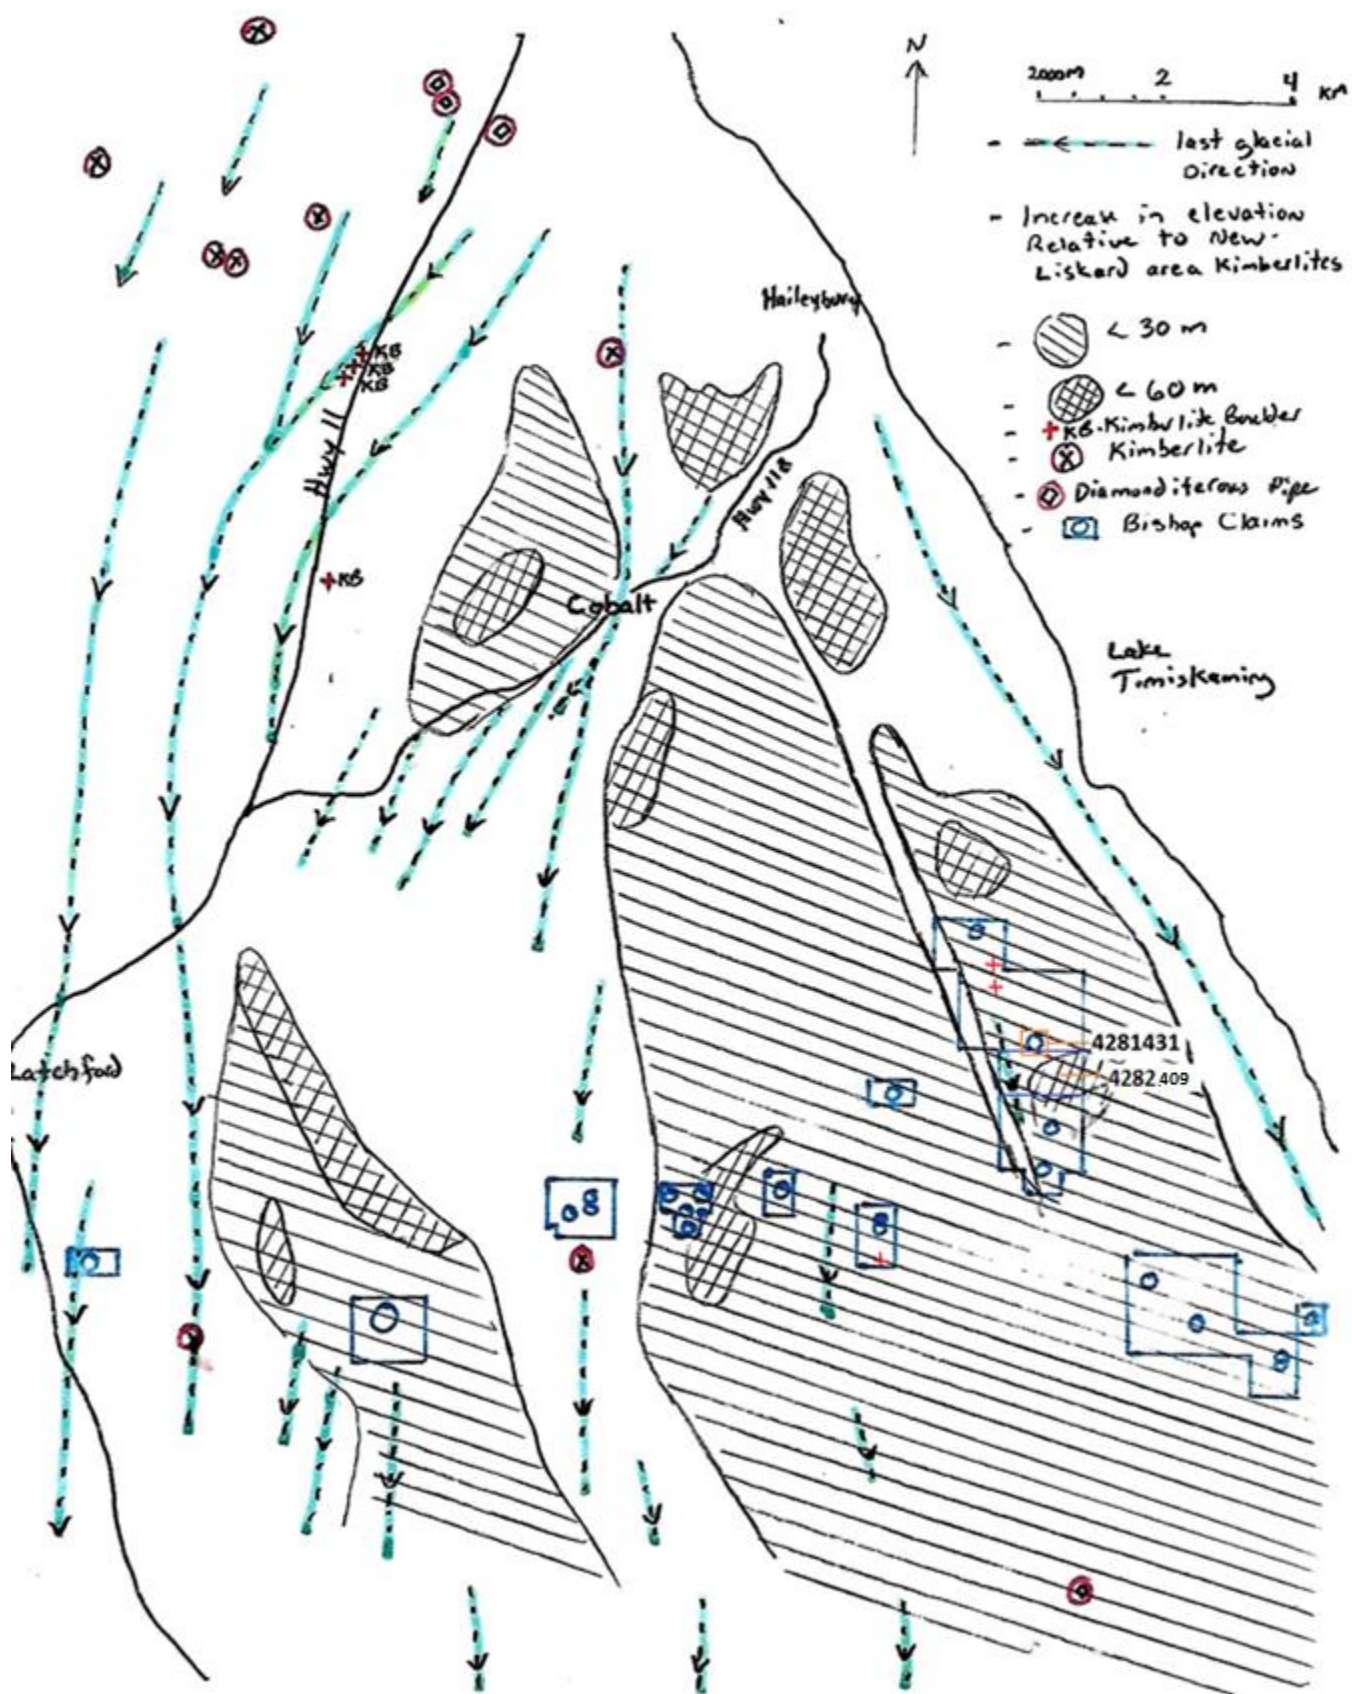 N
2000m 2 4 Km
last glacial
Direction
- Increase in elevation
Relative to New-
Liskard area Kimberlites
Haileybury
< 30 m
KB
KB
KB
< 60 m
KB-Kimberlite Boulder
Kimberlite
Hwy 11
Hwy 11B
Diamondiferous Pipe
Bishop Claims
KB
Cobalt
Lake
Timiskaming
4281431
Latchford
4282409